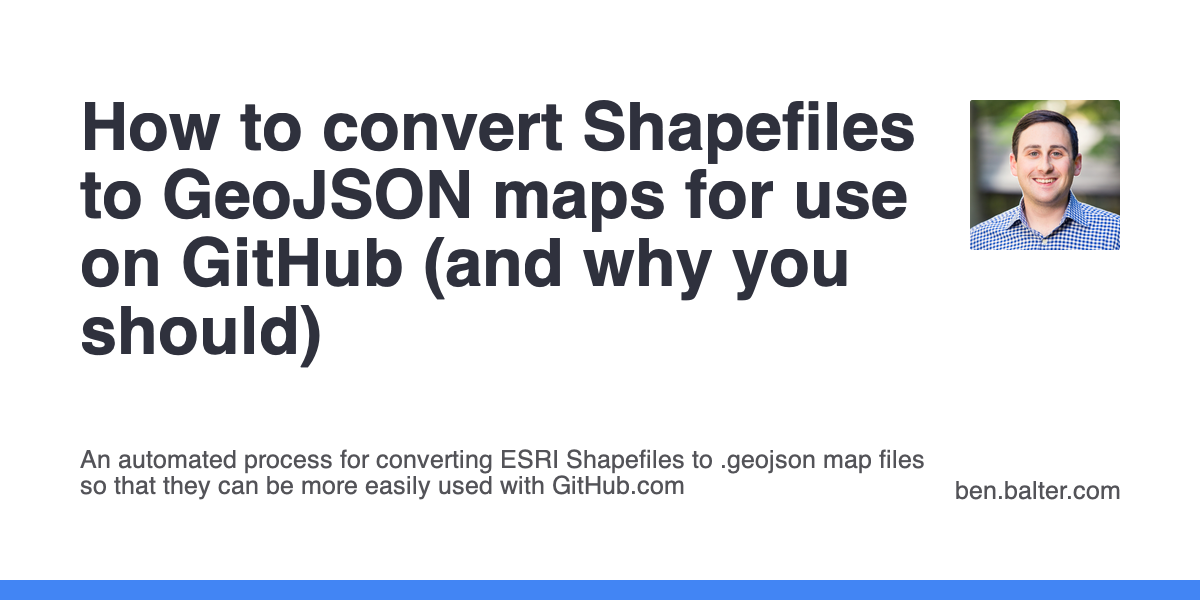 How to convert Shapefiles
to GeoJSON maps for use
on GitHub (and why you
should)
An automated process for converting ESRI Shapefiles to .geojson map files
so that they can be more easily used with GitHub.com
ben.balter.com